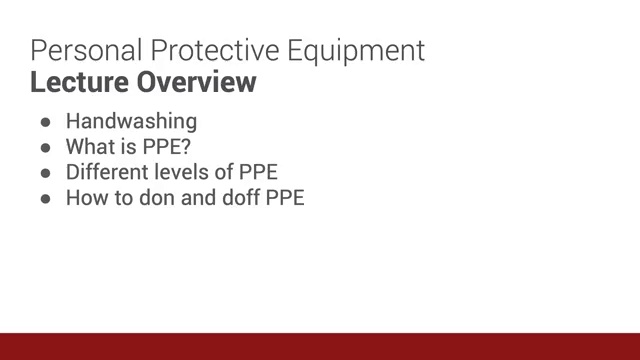 Personal Protective Equipment
Lecture Overview
● Handwashing
● What is PPE?
● Different levels of PPE
● How to don and doff PPE